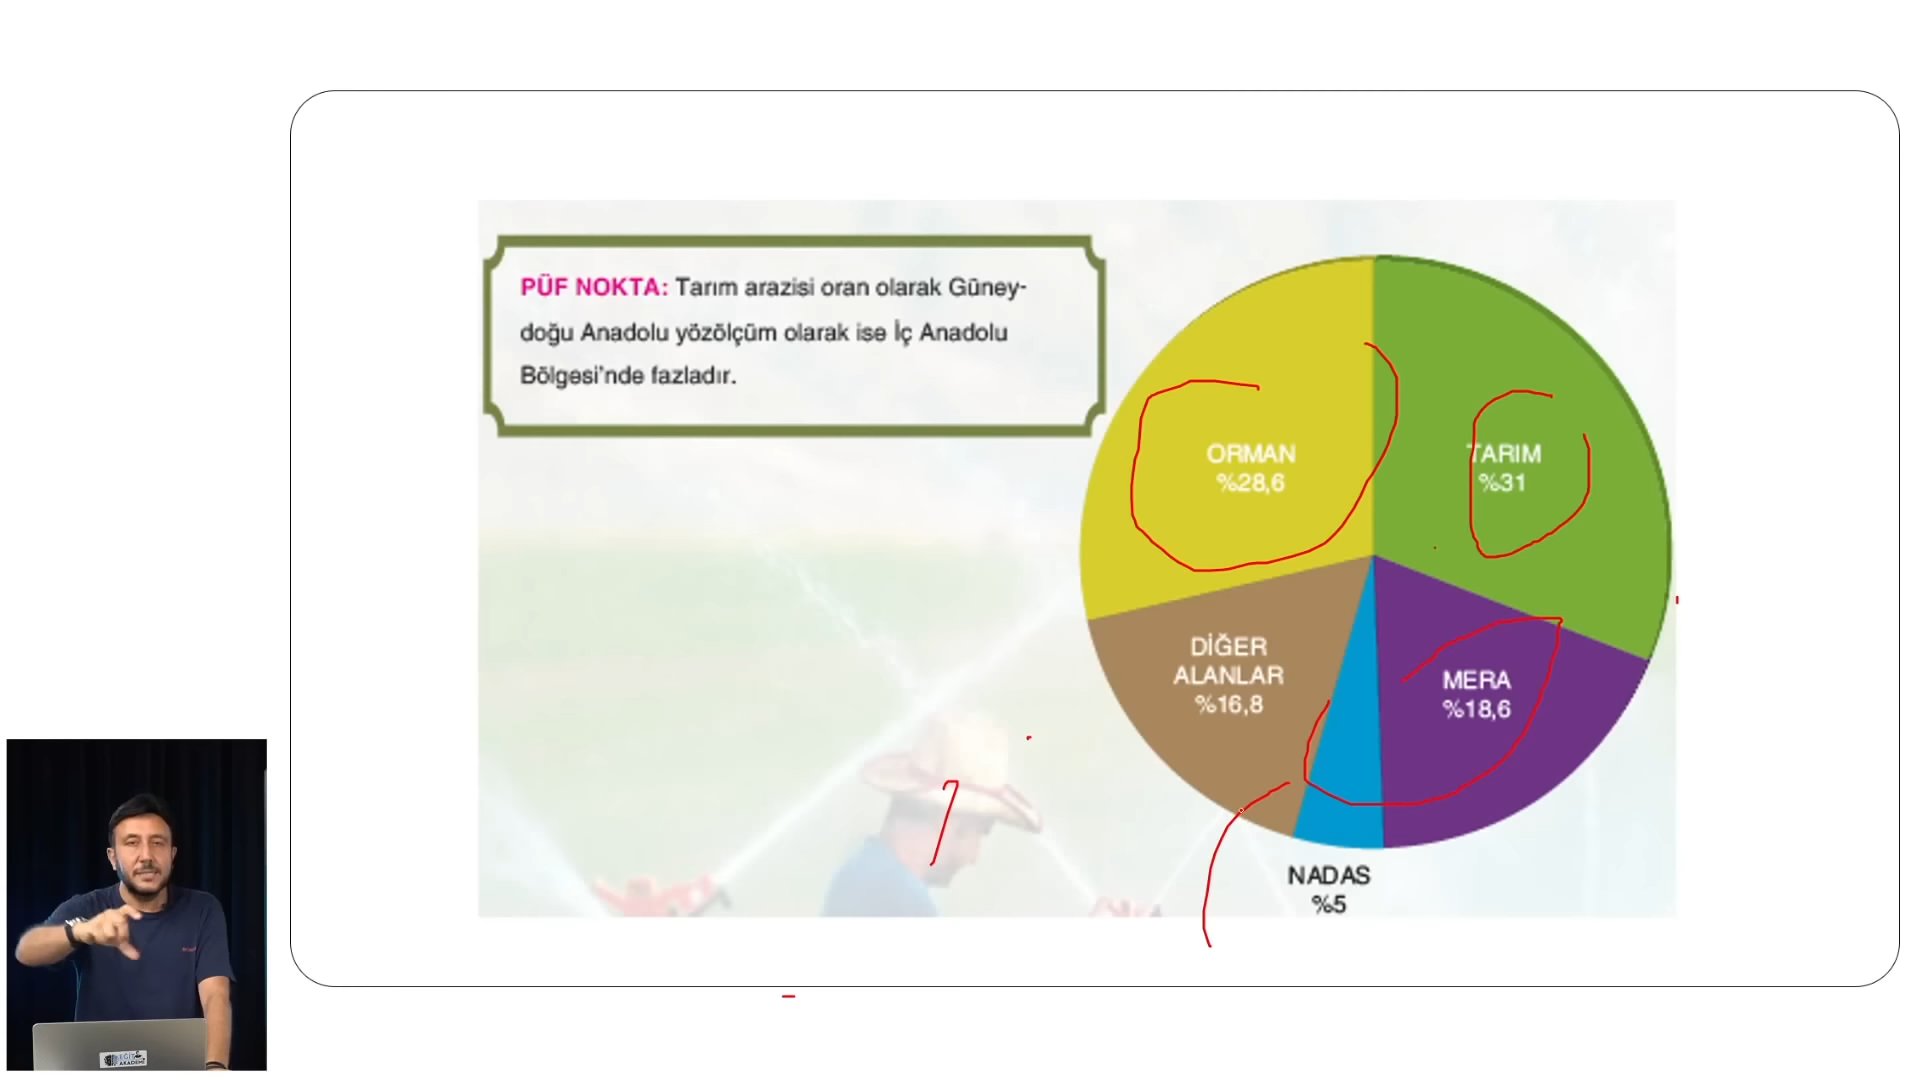 PÜF NOKTA: Tarım arazisi oran olarak Güney-
doğu Anadolu yözölçüm olarak ise İç Anadolu
Bölgesi'nde fazladır.
ORMAN
%28,6
TARIM
%31
DİĞER
ALANLAR
%16,8
MERA
%18,6
NADAS
%5